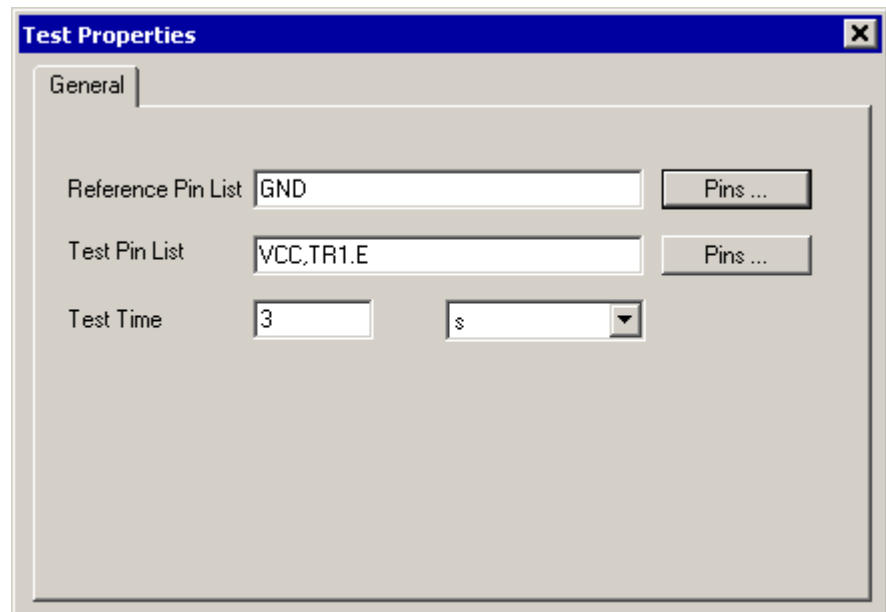 Test Properties
General
Reference Pin List GND Pins ...
Test Pin List VCC,TR1.E Pins ...
Test Time 3 s